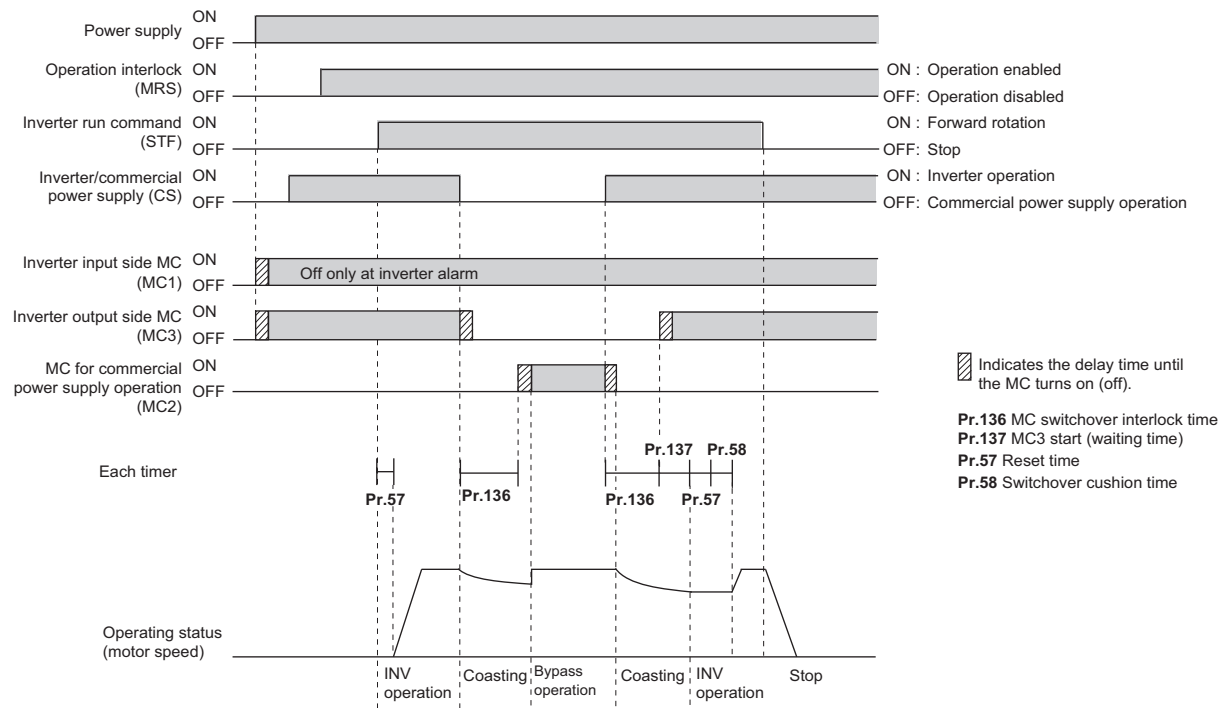 Power supply
ON
OFF
Operation interlock
(MRS)
ON
OFF
ON : Operation enabled
OFF: Operation disabled
Inverter run command
(STF)
ON
OFF
ON : Forward rotation
OFF: Stop
Inverter/commercial
power supply (CS)
ON
OFF
ON : Inverter operation
OFF: Commercial power supply operation
Inverter input side MC
(MC1)
ON
OFF
Off only at inverter alarm
Inverter output side MC
(MC3)
ON
OFF
MC for commercial
power supply operation
(MC2)
ON
OFF
Indicates the delay time until
the MC turns on (off).
Pr.136 MC switchover interlock time
Pr.137 MC3 start (waiting time)
Pr.57 Reset time
Pr.58 Switchover cushion time
Each timer
Pr.57
Pr.136
Pr.137
Pr.58
Pr.136
Pr.57
Operating status
(motor speed)
INV
operation
Coasting
Bypass
operation
Coasting
INV
operation
Stop